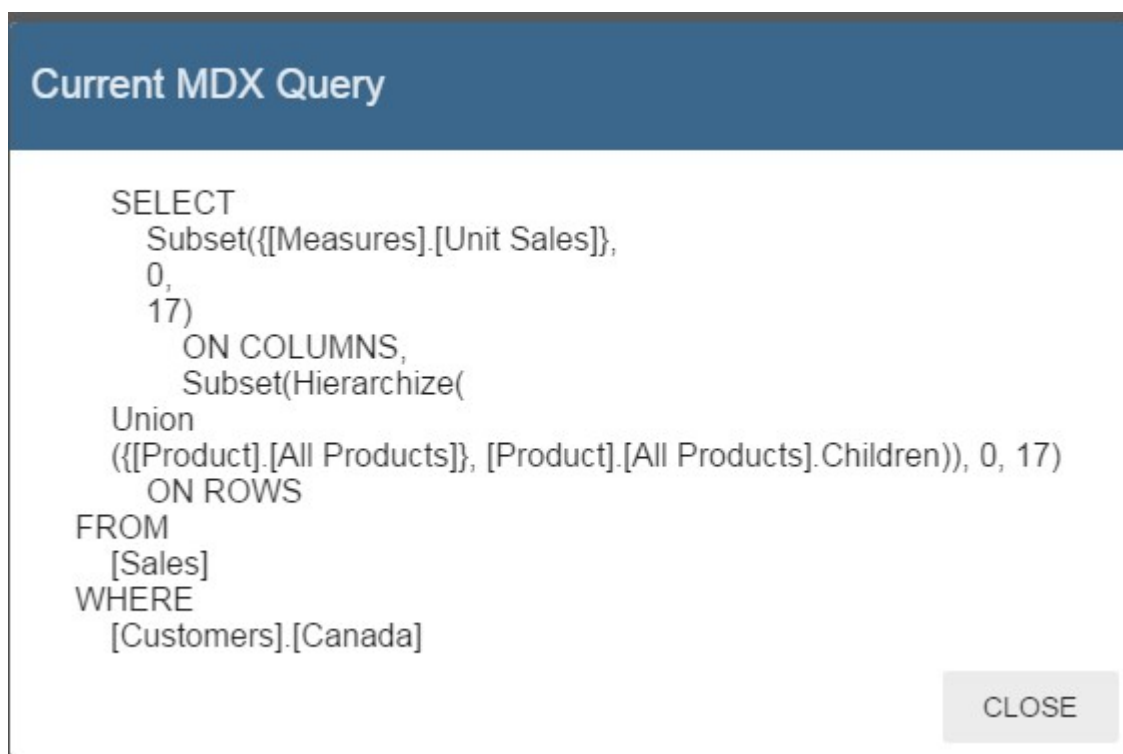 Current MDX Query
SELECT
Subset({[Measures].[Unit Sales]},
0,
17)
ON COLUMNS,
Subset(Hierarchize(
Union
({[Product].[All Products]}, [Product].[All Products].Children)), 0, 17)
ON ROWS
FROM
[Sales]
WHERE
[Customers].[Canada]
CLOSE